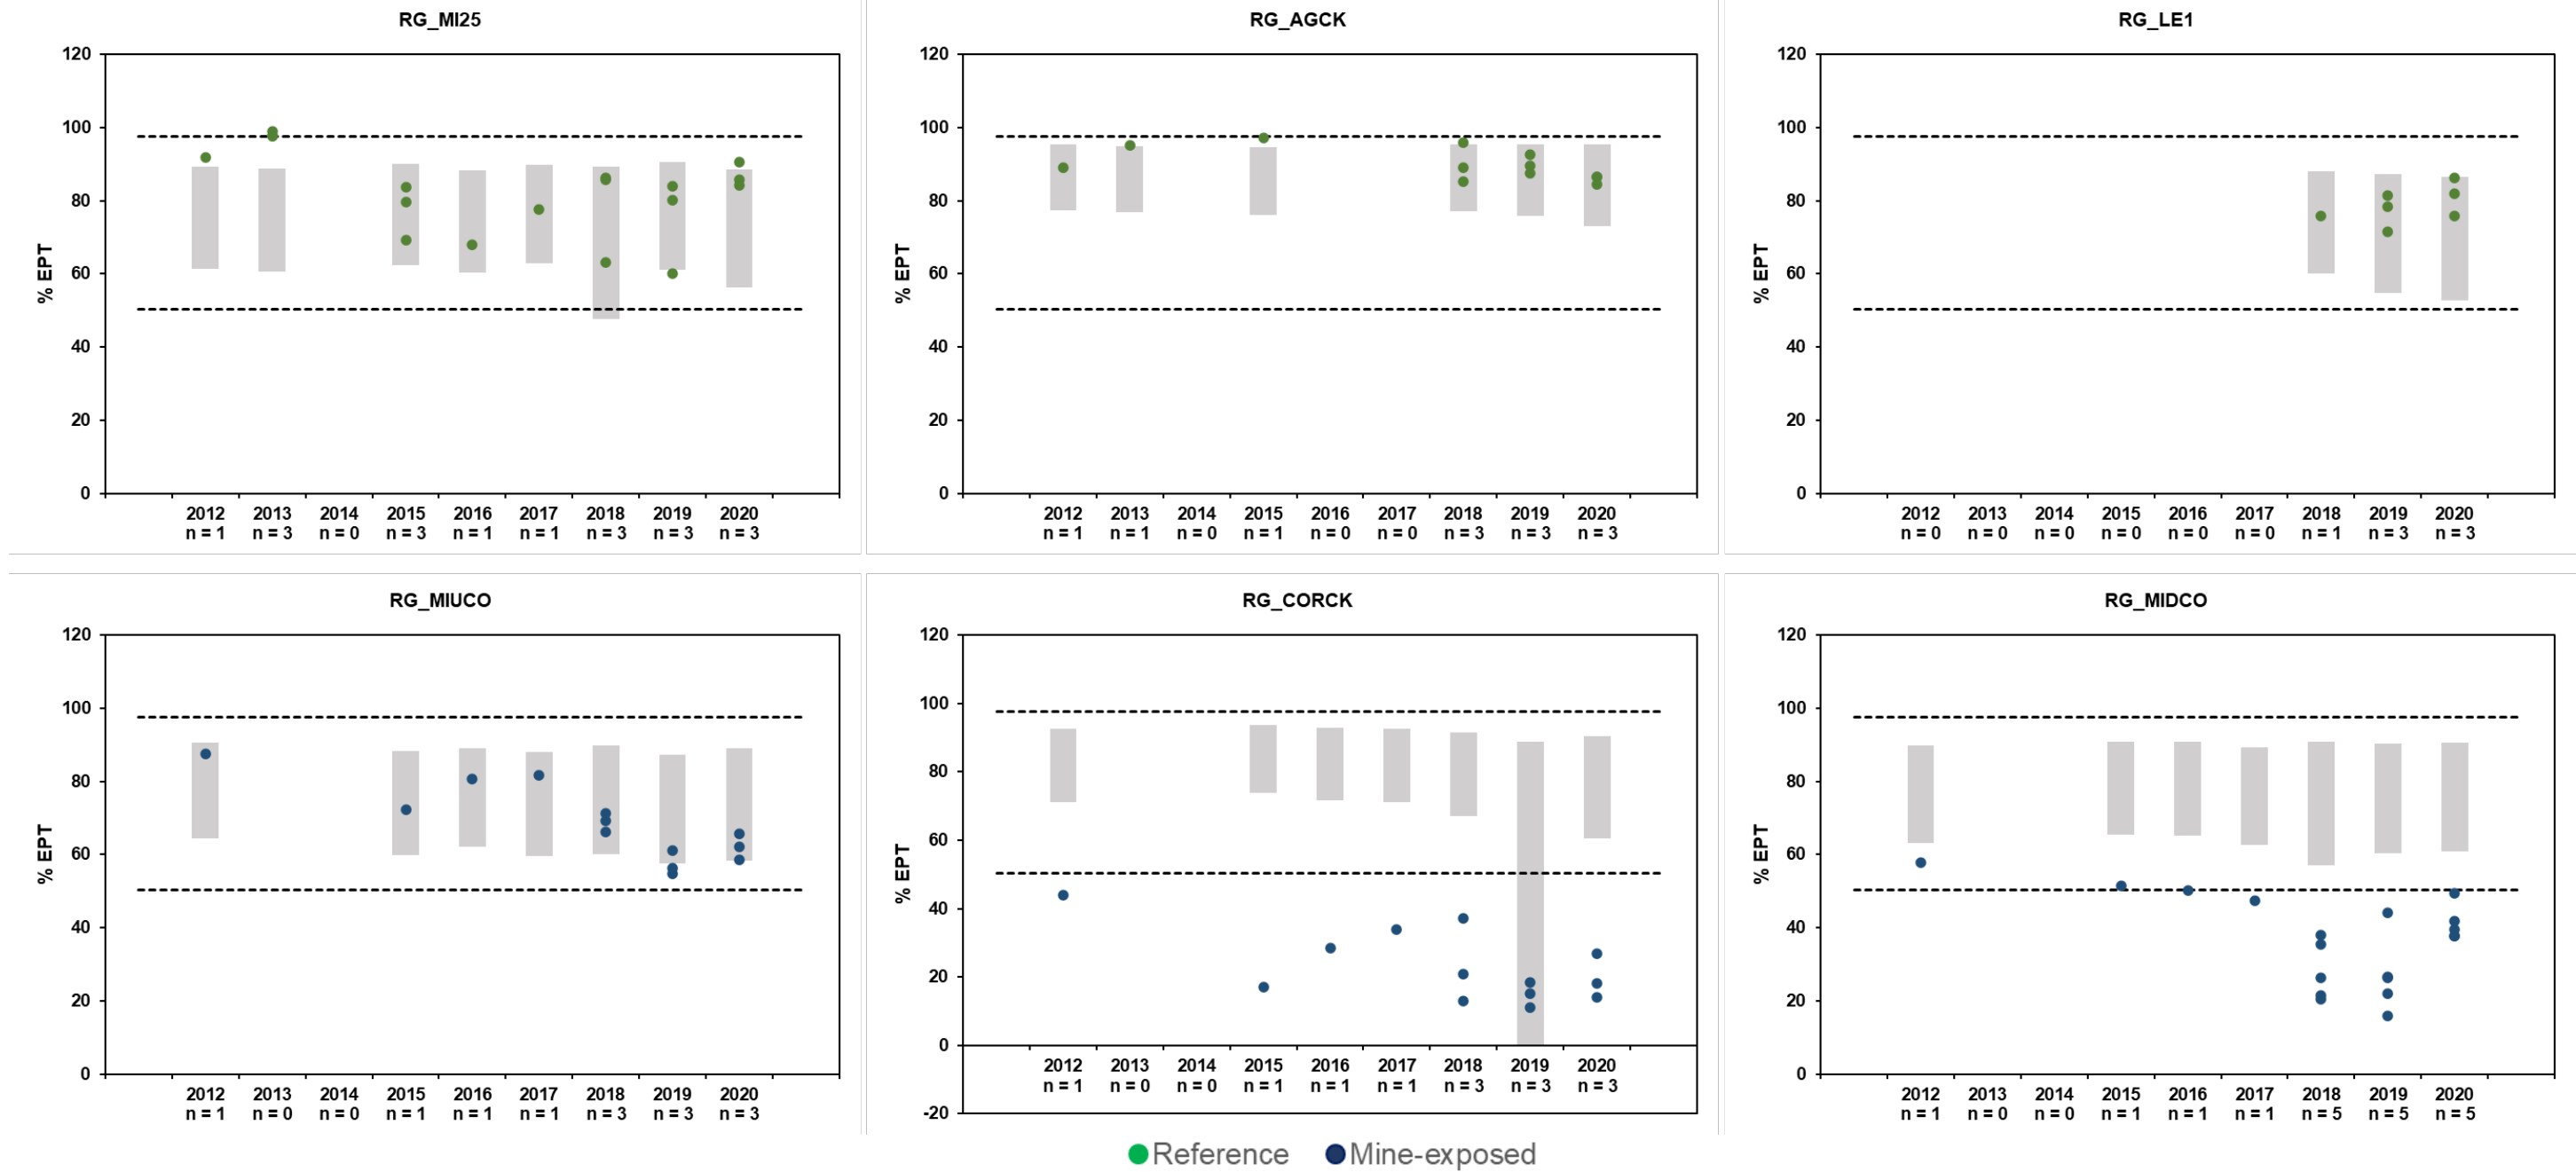 RG_MI25
RG_AGCK
RG_LE1
120
100
80
60
40
20
0
% EPT
2012 2013 2014 2015 2016 2017 2018 2019 2020
n = 1 n = 3 n = 0 n = 3 n = 1 n = 1 n = 3 n = 3 n = 3
120
100
80
60
40
20
0
% EPT
2012 2013 2014 2015 2016 2017 2018 2019 2020
n = 1 n = 1 n = 0 n = 1 n = 0 n = 0 n = 3 n = 3 n = 3
120
100
80
60
40
20
0
% EPT
2012 2013 2014 2015 2016 2017 2018 2019 2020
n = 0 n = 0 n = 0 n = 0 n = 0 n = 0 n = 1 n = 3 n = 3
RG_MIUCO
RG_CORCK
RG_MIDCO
120
100
80
60
40
20
0
% EPT
2012 2013 2014 2015 2016 2017 2018 2019 2020
n = 1 n = 0 n = 0 n = 1 n = 1 n = 1 n = 3 n = 3 n = 3
120
100
80
60
40
20
0
-20
% EPT
2012 2013 2014 2015 2016 2017 2018 2019 2020
n = 1 n = 0 n = 0 n = 1 n = 1 n = 1 n = 3 n = 3 n = 3
120
100
80
60
40
20
0
% EPT
2012 2013 2014 2015 2016 2017 2018 2019 2020
n = 1 n = 0 n = 0 n = 1 n = 1 n = 1 n = 5 n = 5 n = 5
Reference Mine-exposed